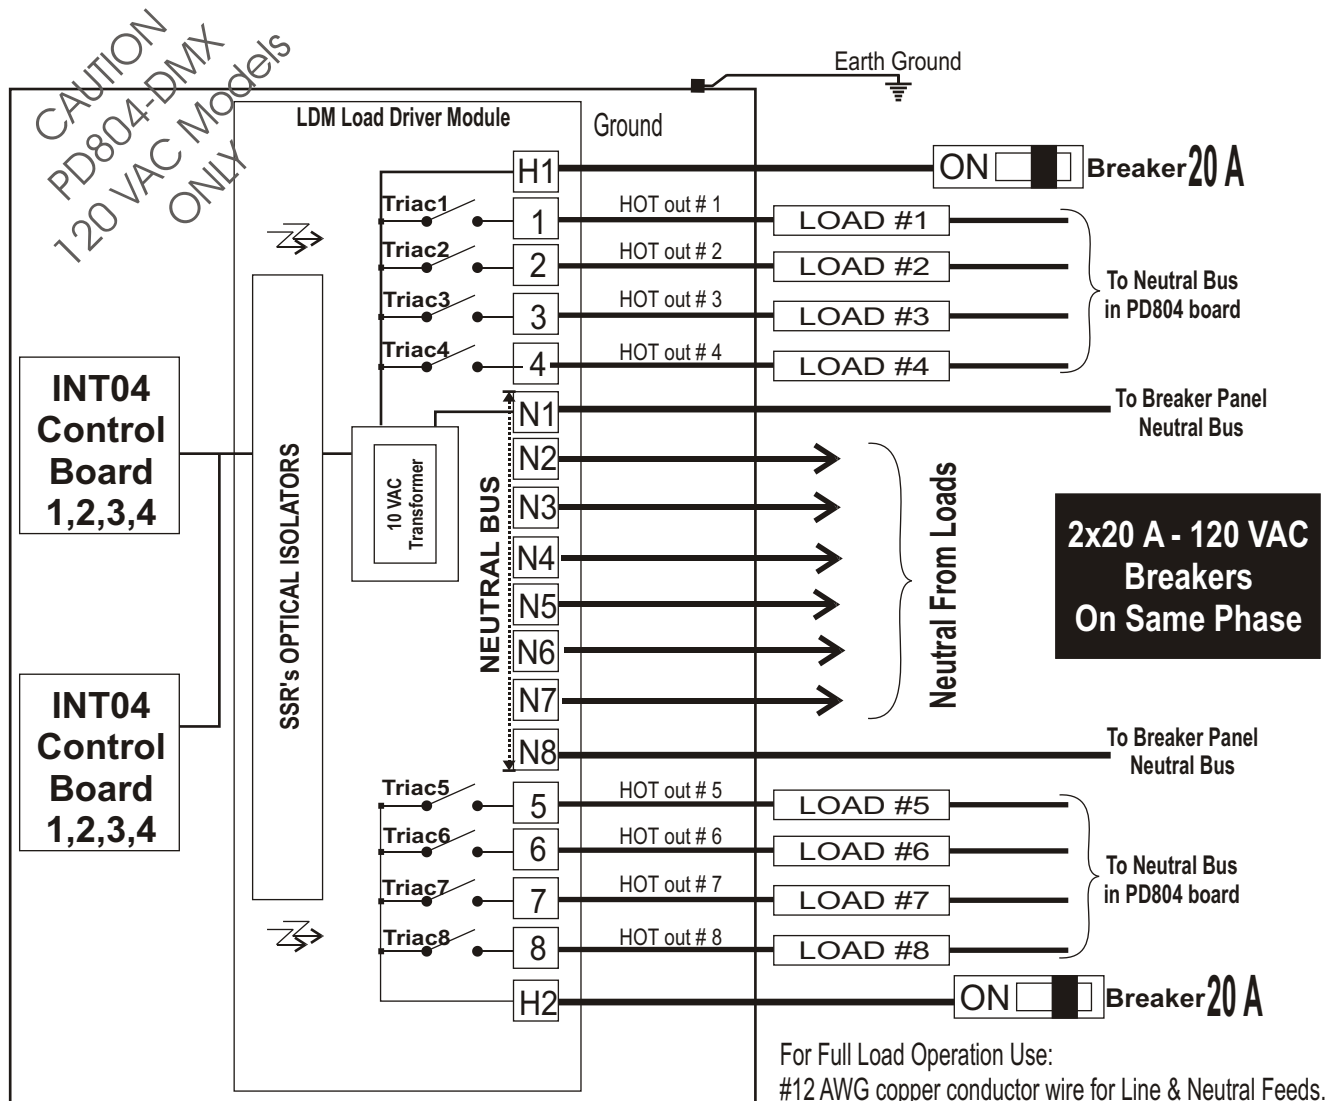 CAUTION
PD804-DMX
120 VAC Models
ONLY
Earth Ground
LDM Load Driver Module
Ground
H1
ON
Breaker 20 A
Triac1
1
HOT out # 1
LOAD #1
Triac2
2
HOT out # 2
LOAD #2
Triac3
3
HOT out # 3
LOAD #3
Triac4
4
HOT out # 4
LOAD #4
To Neutral Bus
in PD804 board
INT04
Control
Board
1,2,3,4
SSR's OPTICAL ISOLATORS
10 VAC
Transformer
NEUTRAL BUS
N1
To Breaker Panel
Neutral Bus
N2
N3
N4
N5
N6
N7
Neutral From Loads
2x20 A - 120 VAC
Breakers
On Same Phase
INT04
Control
Board
1,2,3,4
N8
To Breaker Panel
Neutral Bus
Triac5
5
HOT out # 5
LOAD #5
Triac6
6
HOT out # 6
LOAD #6
Triac7
7
HOT out # 7
LOAD #7
Triac8
8
HOT out # 8
LOAD #8
To Neutral Bus
in PD804 board
H2
ON
Breaker 20 A
For Full Load Operation Use:
#12 AWG copper conductor wire for Line & Neutral Feeds.